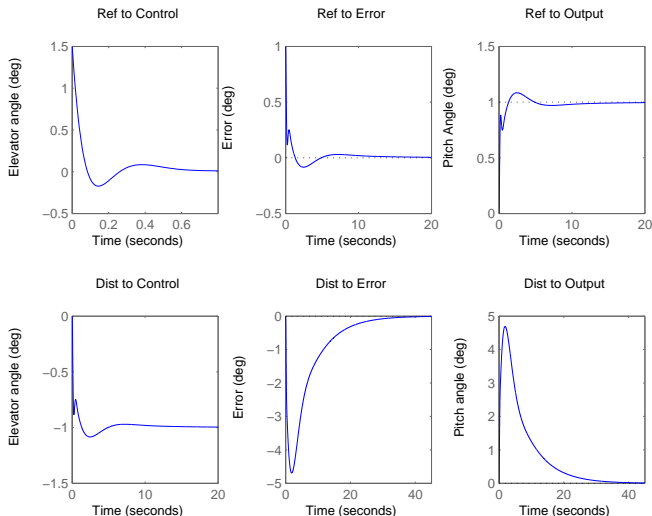 Ref to Control
Ref to Error
Ref to Output
1.5
1
0.5
0
−0.5
Elevator angle (deg)
0
0.2
0.4
0.6
Time (seconds)
1
0.5
0
−0.5
Error (deg)
0
10
20
Time (seconds)
1.5
1
0.5
0
Pitch Angle (deg)
0
10
20
Time (seconds)
Dist to Control
Dist to Error
Dist to Output
0
−0.5
−1
−1.5
Elevator angle (deg)
0
10
20
Time (seconds)
0
−1
−2
−3
−4
−5
Error (deg)
0
20
40
Time (seconds)
5
4
3
2
1
0
Pitch angle (deg)
0
20
40
Time (seconds)